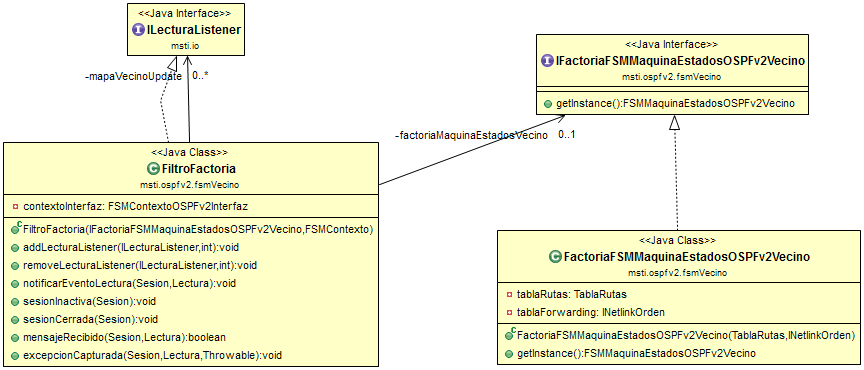 <<Java Interface>>
ILecturaListener
msti.io
-mapaVecinoUpdate
0..*
<<Java Interface>>
IFactoriaFSMMaquinaEstadosOSPFv2Vecino
msti.ospfv2.fsmVecino
getInstance():FSMMaquinaEstadosOSPFv2Vecino
-factoriaMaquinaEstadosVecino
0..1
<<Java Class>>
FiltroFactoria
msti.ospfv2.fsmVecino
contextoInterfaz: FSMContextoOSPFv2Interfaz
FiltroFactoria(IFactoriaFSMMaquinaEstadosOSPFv2Vecino,FSMContexto)
addLecturaListener(ILecturaListener,int):void
removeLecturaListener(ILecturaListener,int):void
notificarEventoLectura(Sesion,Lectura):void
sesionInactiva(Sesion):void
sesionCerrada(Sesion):void
mensajeRecibido(Sesion,Lectura):boolean
excepcionCapturada(Sesion,Lectura,Throwable):void
<<Java Class>>
FactoriaFSMMaquinaEstadosOSPFv2Vecino
msti.ospfv2.fsmVecino
tablaRutas: TablaRutas
tablaForwarding: INetlinkOrden
FactoriaFSMMaquinaEstadosOSPFv2Vecino(TablaRutas,INetlinkOrden)
getInstance():FSMMaquinaEstadosOSPFv2Vecino